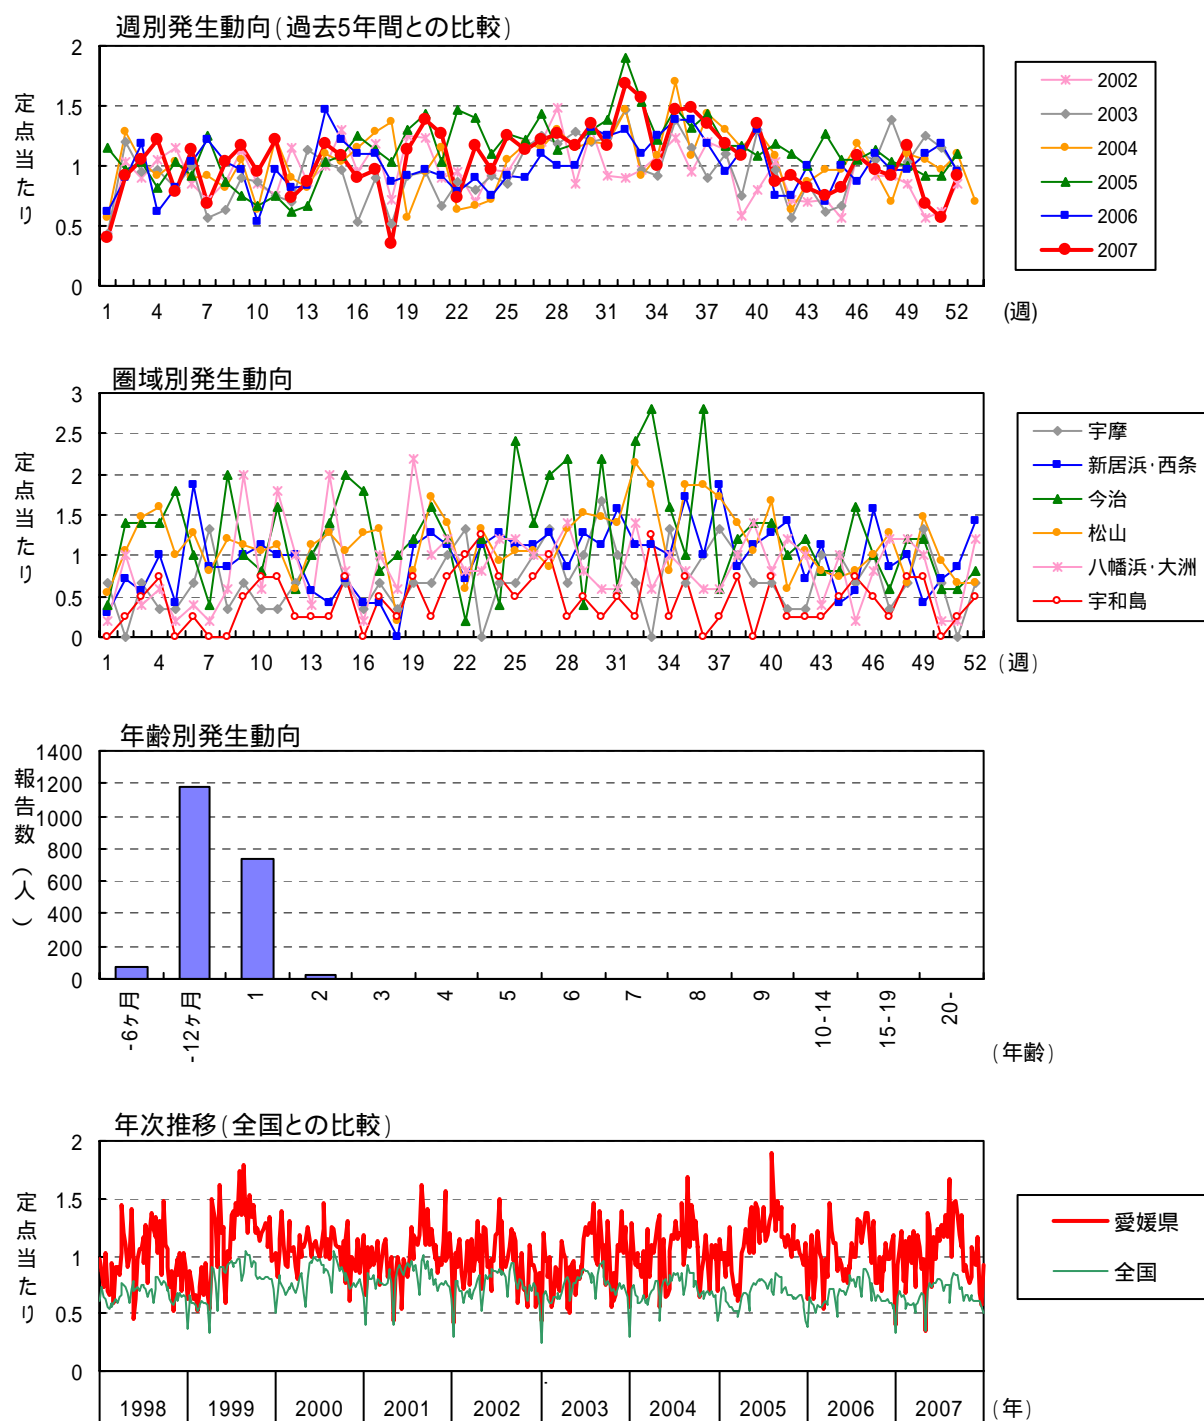 週別発生動向(過去5年間との比較)
定点当たり
2
1.5
1
0.5
0
1 4 7 10 13 16 19 22 25 28 31 34 37 40 43 46 49 52 (週)
2002
2003
2004
2005
2006
2007
圏域別発生動向
定点当たり
3
2.5
2
1.5
1
0.5
0
1 4 7 10 13 16 19 22 25 28 31 34 37 40 43 46 49 52 (週)
宇摩
新居浜・西条
今治
松山
八幡浜・大洲
宇和島
年齢別発生動向
報告数(人)
1400
1200
1000
800
600
400
200
0
-6ヶ月 -12ヶ月 1 2 3 4 5 6 7 8 9 10-14 15-19 20-
(年齢)
年次推移(全国との比較)
定点当たり
2
1.5
1
0.5
0
1998 1999 2000 2001 2002 2003 2004 2005 2006 2007 (年)
愛媛県
全国